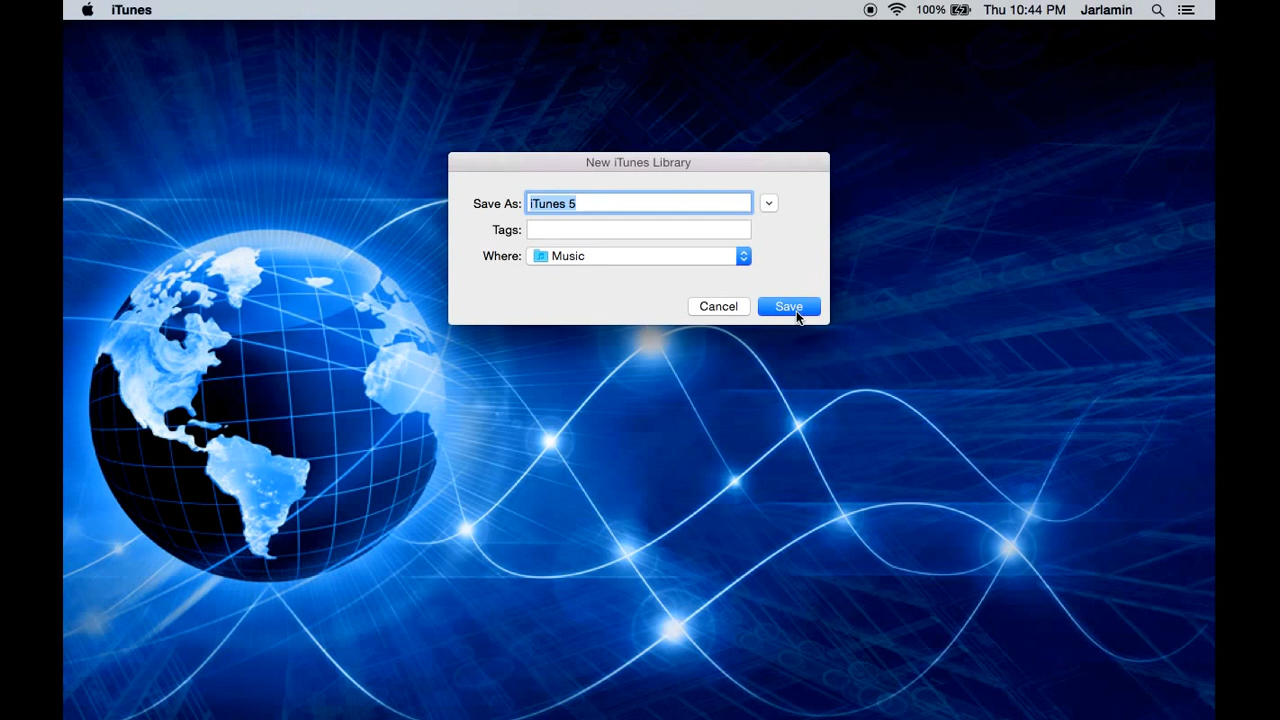 iTunes 100% Thu 10:44 PM Jarlamin
New iTunes Library
Save As: iTunes 5
Tags:
Where: Music
Cancel Save